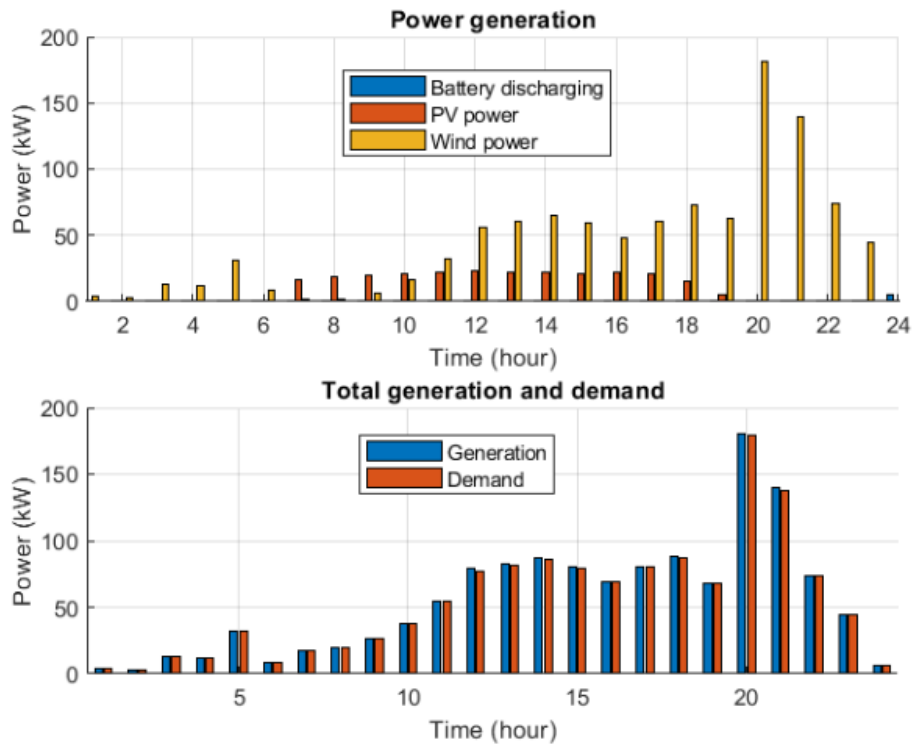 Power generation
200
150
100
50
0
Power (kW)
Battery discharging
PV power
Wind power
2 4 6 8 10 12 14 16 18 20 22 24
Time (hour)
Total generation and demand
200
150
100
50
0
Power (kW)
Generation
Demand
5 10 15 20
Time (hour)